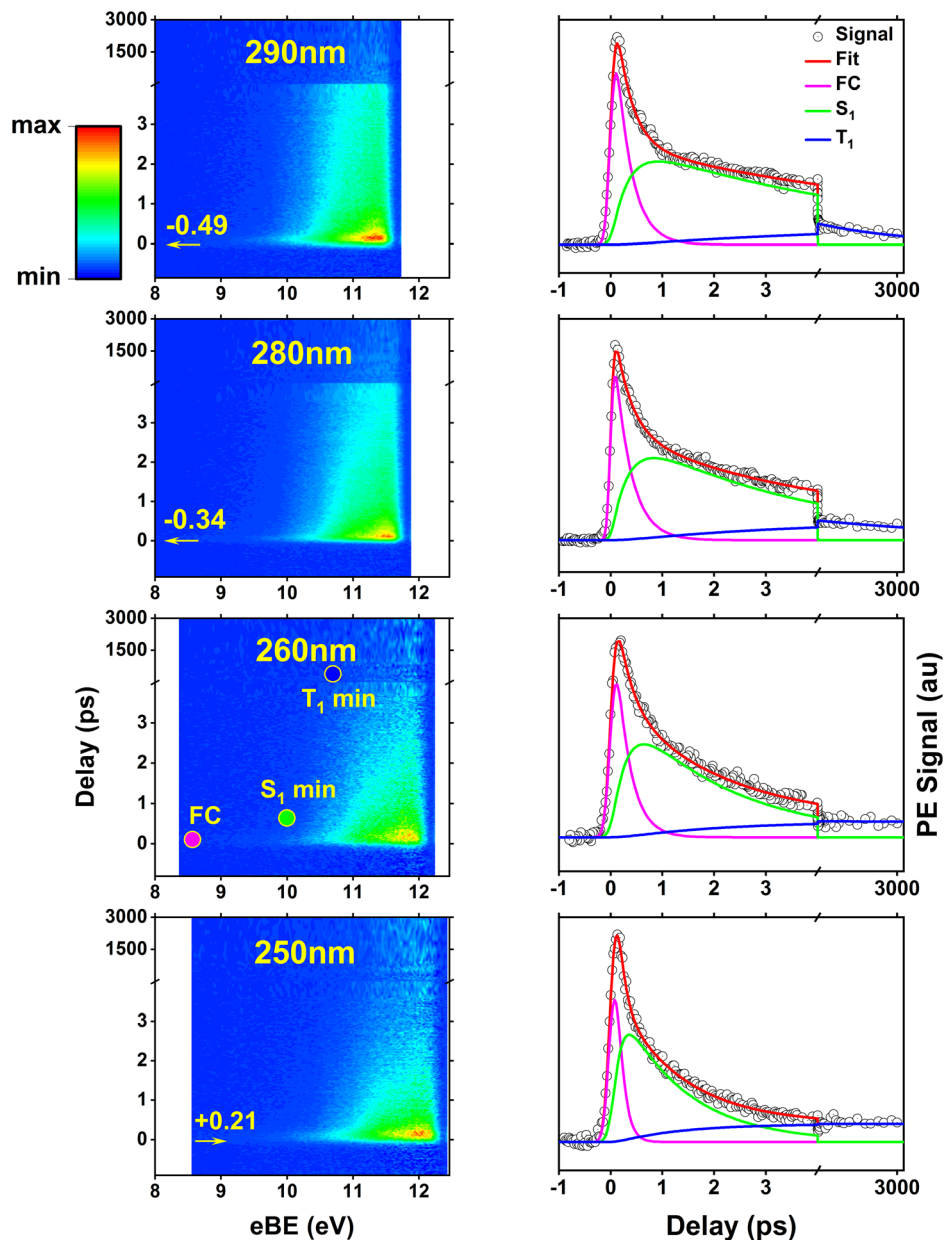 3000
1500
3
2
1
0
290nm
-0.49
max
min
8 9 10 11 12
Signal
Fit
FC
S1
T1
-1 0 1 2 3 3000
3000
1500
3
2
1
0
280nm
-0.34
8 9 10 11 12
-1 0 1 2 3 3000
3000
1500
3
2
1
0
260nm
T1 min
S1 min
FC
8 9 10 11 12
-1 0 1 2 3 3000
Delay (ps)
PE Signal (au)
3000
1500
3
2
1
0
250nm
+0.21
8 9 10 11 12
eBE (eV)
-1 0 1 2 3 3000
Delay (ps)